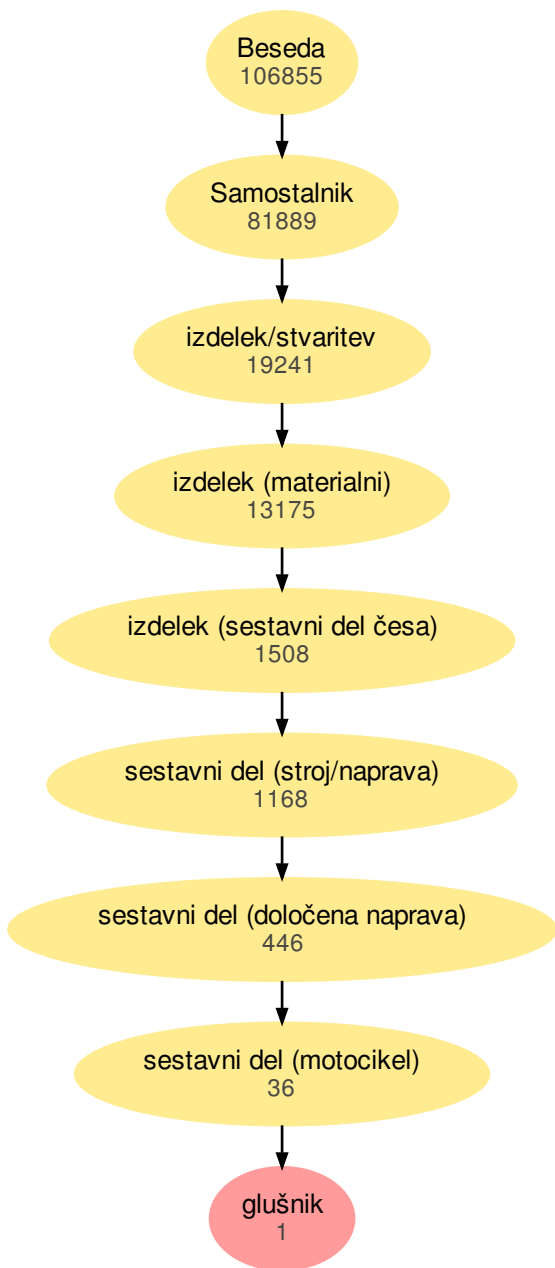 Beseda
106855
Samostalnik
81889
izdelek/stvaritev
19241
izdelek (materialni)
13175
izdelek (sestavni del česa)
1508
sestavni del (stroj/naprava)
1168
sestavni del (določena naprava)
446
sestavni del (motocikel)
36
glušnik
1